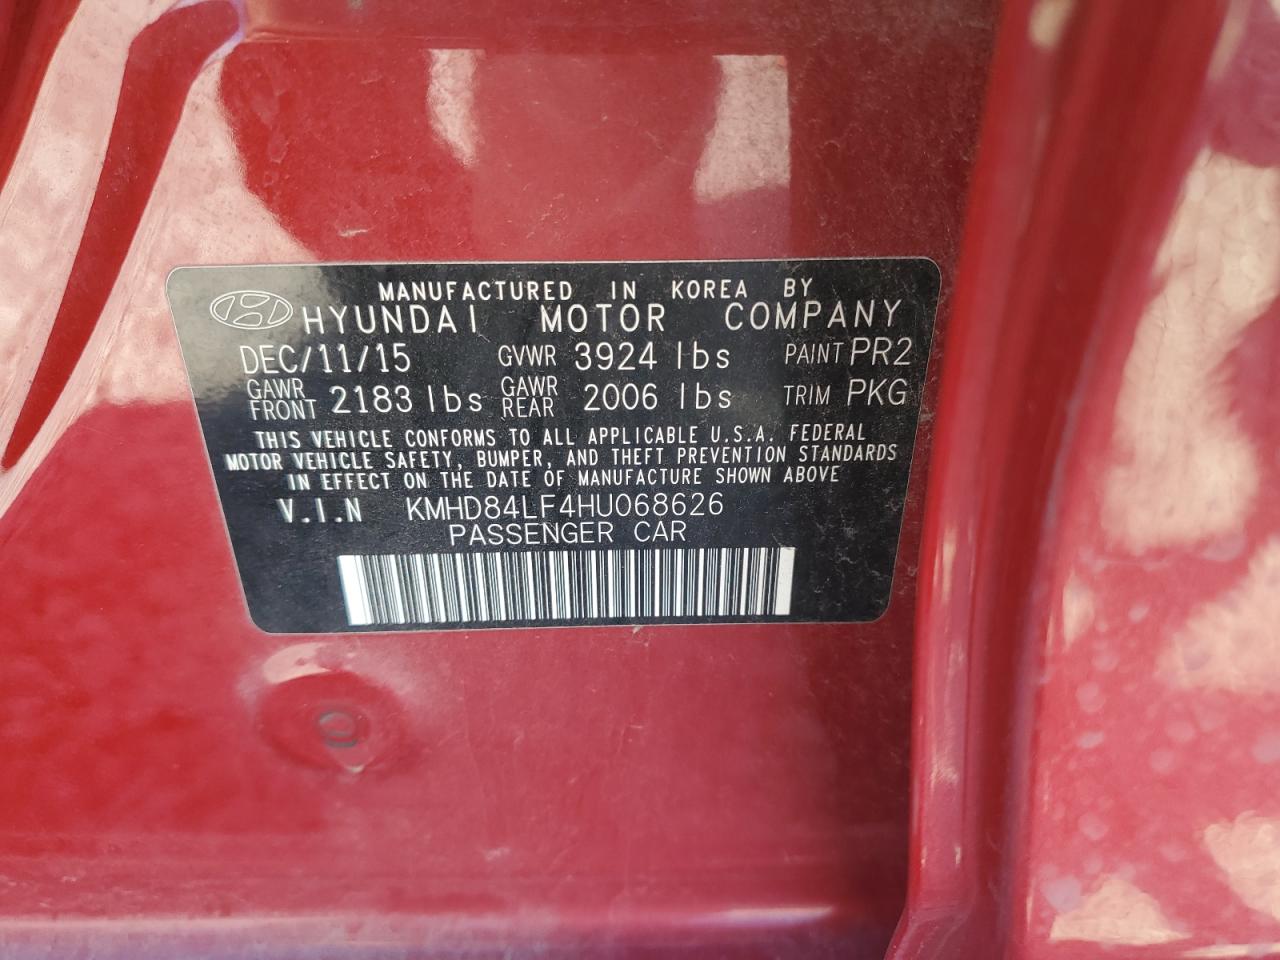 MANUFACTURED IN KOREA BY
HYUNDAI MOTOR COMPANY
DEC/11/15 GVWR 3924 lbs PAINT PR2
GAWR FRONT 2183 lbs GAWR REAR 2006 lbs TRIM PKG
THIS VEHICLE CONFORMS TO ALL APPLICABLE U.S.A. FEDERAL
MOTOR VEHICLE SAFETY, BUMPER, AND THEFT PREVENTION STANDARDS
IN EFFECT ON THE DATE OF MANUFACTURE SHOWN ABOVE
V.I.N KMHD84LF4HU068626
PASSENGER CAR